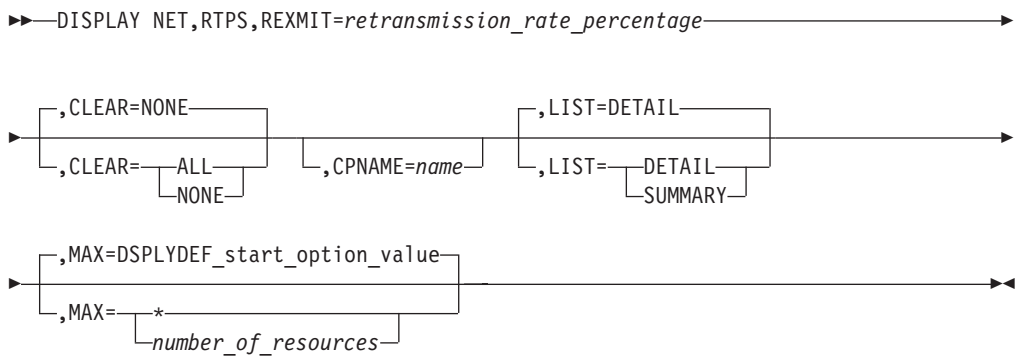 DISPLAY NET,RTPS,REXMIT=retransmission_rate_percentage
,CLEAR=NONE ,LIST=DETAIL
,CLEAR= ALL ,CPNAME=name ,LIST= DETAIL
NONE SUMMARY
,MAX=DSPLYDEF_start_option_value
,MAX= *
number_of_resources